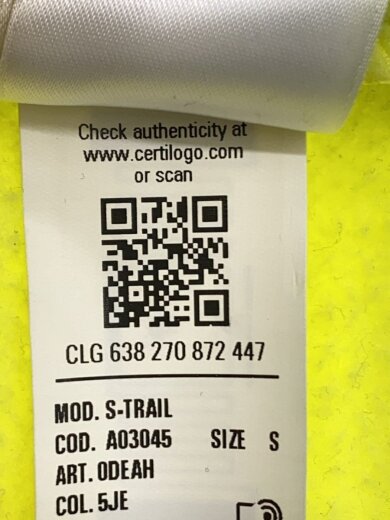 Check authenticity at
www.certilogo.com
or scan
CLG 638 270 872 447
MOD. S-TRAIL
COD. A03045 SIZE S
ART. 0DEAH
COL. 5JE